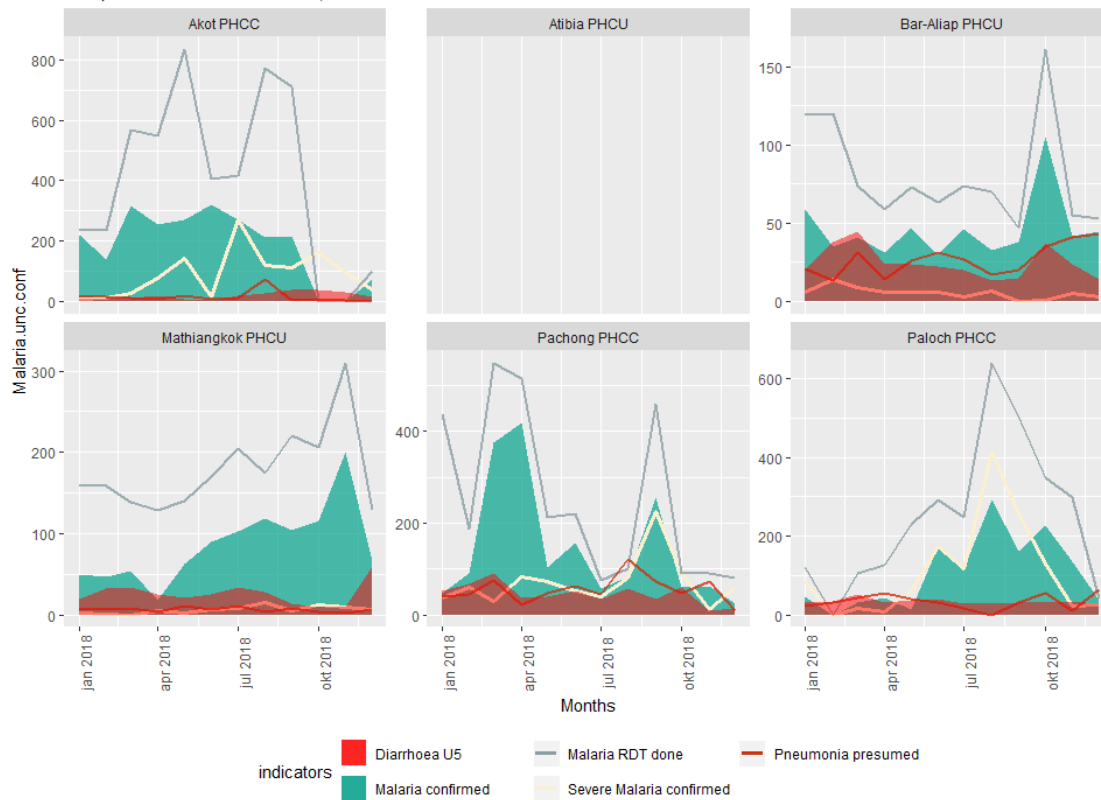 Akot PHCC
Atibia PHCU
Bar-Aliap PHCU
800
600
400
200
0
150
100
50
0
Malaria.unc.conf
Mathiangkok PHCU
Pachong PHCC
Paloch PHCC
300
200
100
0
400
200
0
600
400
200
0
jan 2018
apr 2018
jul 2018
okt 2018
jan 2018
apr 2018
jul 2018
okt 2018
jan 2018
apr 2018
jul 2018
okt 2018
Months
indicators
Diarrhoea U5
Malaria RDT done
Pneumonia presumed
Malaria confirmed
Severe Malaria confirmed